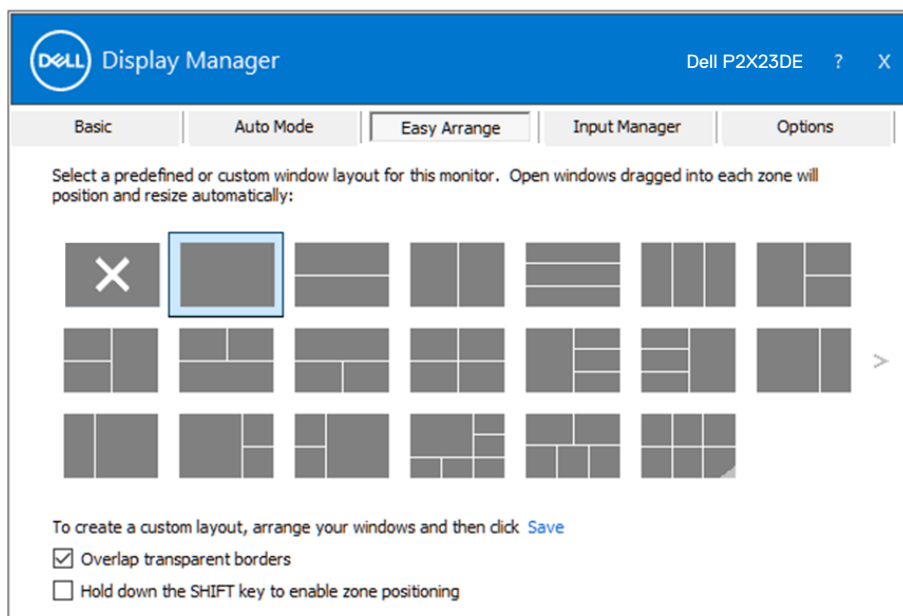 DELL Display Manager Dell P2X23DE ? X
Basic Auto Mode Easy Arrange Input Manager Options
Select a predefined or custom window layout for this monitor. Open windows dragged into each zone will
position and resize automatically:
>
To create a custom layout, arrange your windows and then click Save
Overlap transparent borders
Hold down the SHIFT key to enable zone positioning